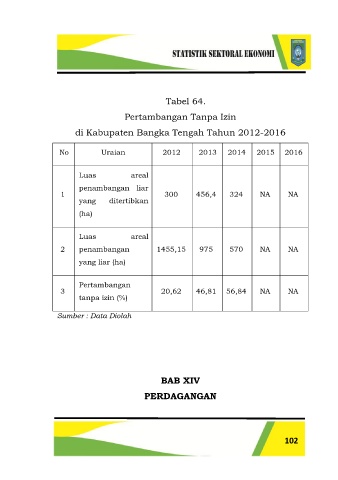 STATISTIK SEKTORAL EKONOMI
Tabel 64.
Pertambangan Tanpa Izin
di Kabupaten Bangka Tengah Tahun 2012-2016
No Uraian 2012 2013 2014 2015 2016
Luas areal
penambangan liar
1 300 456,4 324 NA NA
yang ditertibkan
(ha)
Luas areal
2 penambangan 1455,15 975 570 NA NA
yang liar (ha)
Pertambangan
3 20,62 46,81 56,84 NA NA
tanpa izin (%)
Sumber : Data Diolah
BAB XIV
PERDAGANGAN
102